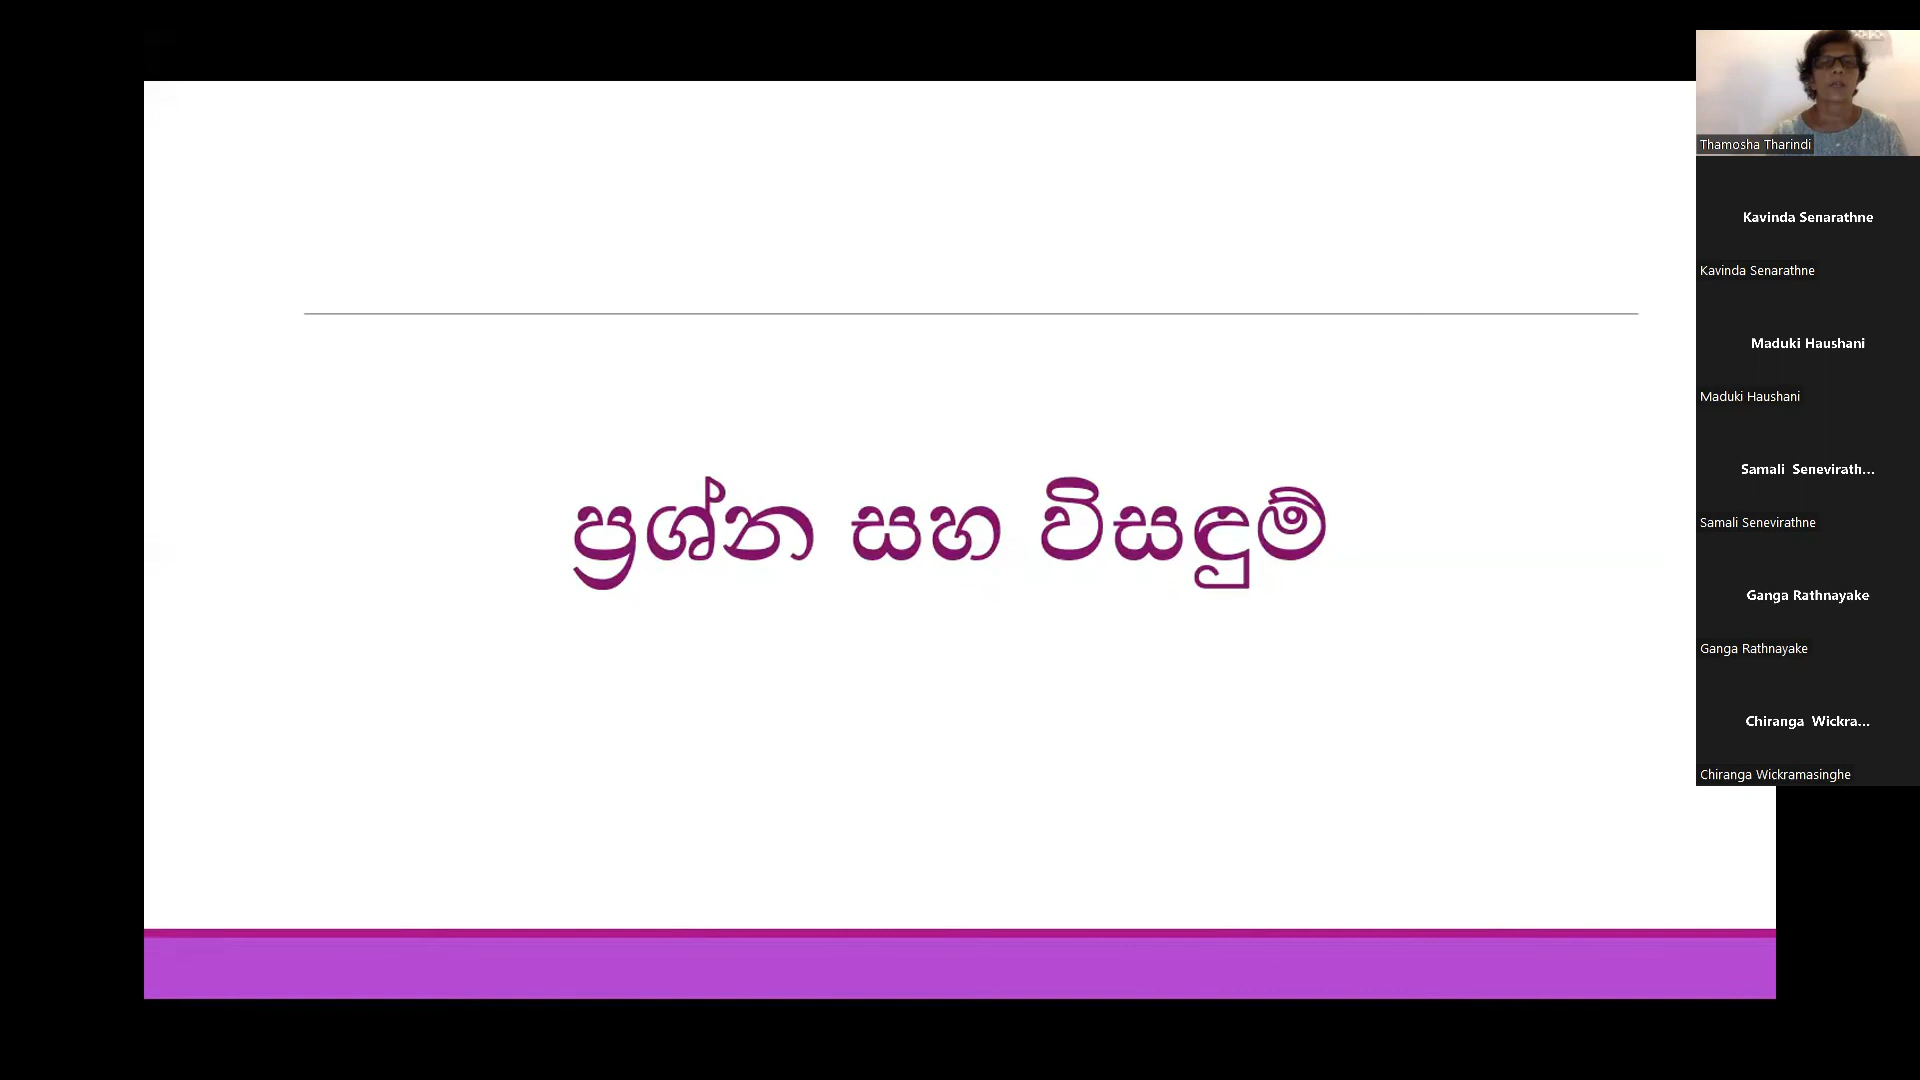 ප්‍රශ්න සහ විසඳුම්
Thamosha Tharindi
Kavinda Senarathne
Kavinda Senarathne
Maduki Haushani
Maduki Haushani
Samali Senevirath...
Samali Senevirathne
Ganga Rathnayake
Ganga Rathnayake
Chiranga Wickra...
Chiranga Wickramasinghe